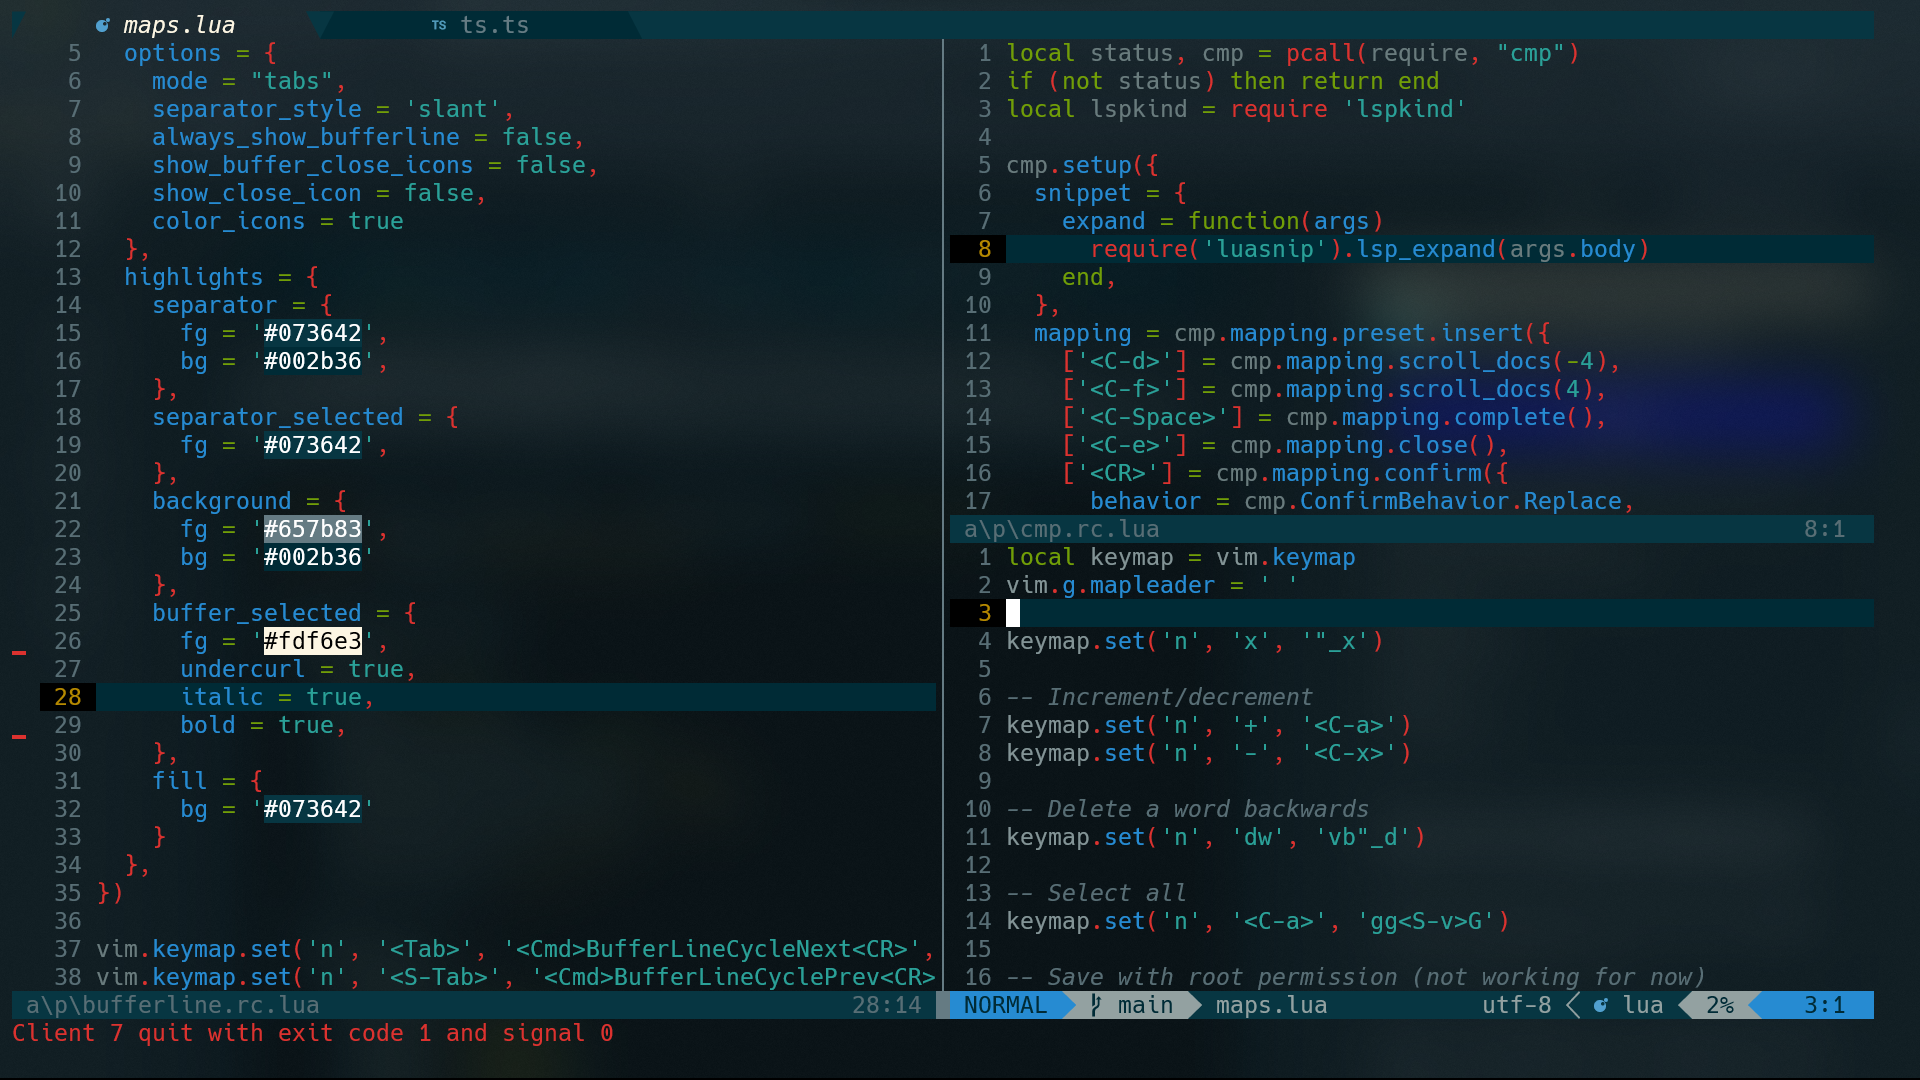 maps.lua
TS ts.ts
5 options = {
6 mode = "tabs",
7 separator_style = 'slant',
8 always_show_bufferline = false,
9 show_buffer_close_icons = false,
10 show_close_icon = false,
11 color_icons = true
12 },
13 highlights = {
14 separator = {
15 fg = '#073642',
16 bg = '#002b36',
17 },
18 separator_selected = {
19 fg = '#073642',
20 },
21 background = {
22 fg = '#657b83',
23 bg = '#002b36'
24 },
25 buffer_selected = {
26 fg = '#fdf6e3',
27 undercurl = true,
28 italic = true,
29 bold = true,
30 },
31 fill = {
32 bg = '#073642'
33 }
34 },
35 })
36
37 vim.keymap.set('n', '<Tab>', '<Cmd>BufferLineCycleNext<CR>',
38 vim.keymap.set('n', '<S-Tab>', '<Cmd>BufferLineCyclePrev<CR>
a\p\bufferline.rc.lua 28:14
1 local status, cmp = pcall(require, "cmp")
2 if (not status) then return end
3 local lspkind = require 'lspkind'
4
5 cmp.setup({
6 snippet = {
7 expand = function(args)
8 require('luasnip').lsp_expand(args.body)
9 end,
10 },
11 mapping = cmp.mapping.preset.insert({
12 ['<C-d>'] = cmp.mapping.scroll_docs(-4),
13 ['<C-f>'] = cmp.mapping.scroll_docs(4),
14 ['<C-Space>'] = cmp.mapping.complete(),
15 ['<C-e>'] = cmp.mapping.close(),
16 ['<CR>'] = cmp.mapping.confirm({
17 behavior = cmp.ConfirmBehavior.Replace,
a\p\cmp.rc.lua 8:1
1 local keymap = vim.keymap
2 vim.g.mapleader = ' '
3
4 keymap.set('n', 'x', '"_x')
5
6 -- Increment/decrement
7 keymap.set('n', '+', '<C-a>')
8 keymap.set('n', '-', '<C-x>')
9
10 -- Delete a word backwards
11 keymap.set('n', 'dw', 'vb"_d')
12
13 -- Select all
14 keymap.set('n', '<C-a>', 'gg<S-v>G')
15
16 -- Save with root permission (not working for now)
NORMAL main maps.lua utf-8 lua 2% 3:1
Client 7 quit with exit code 1 and signal 0